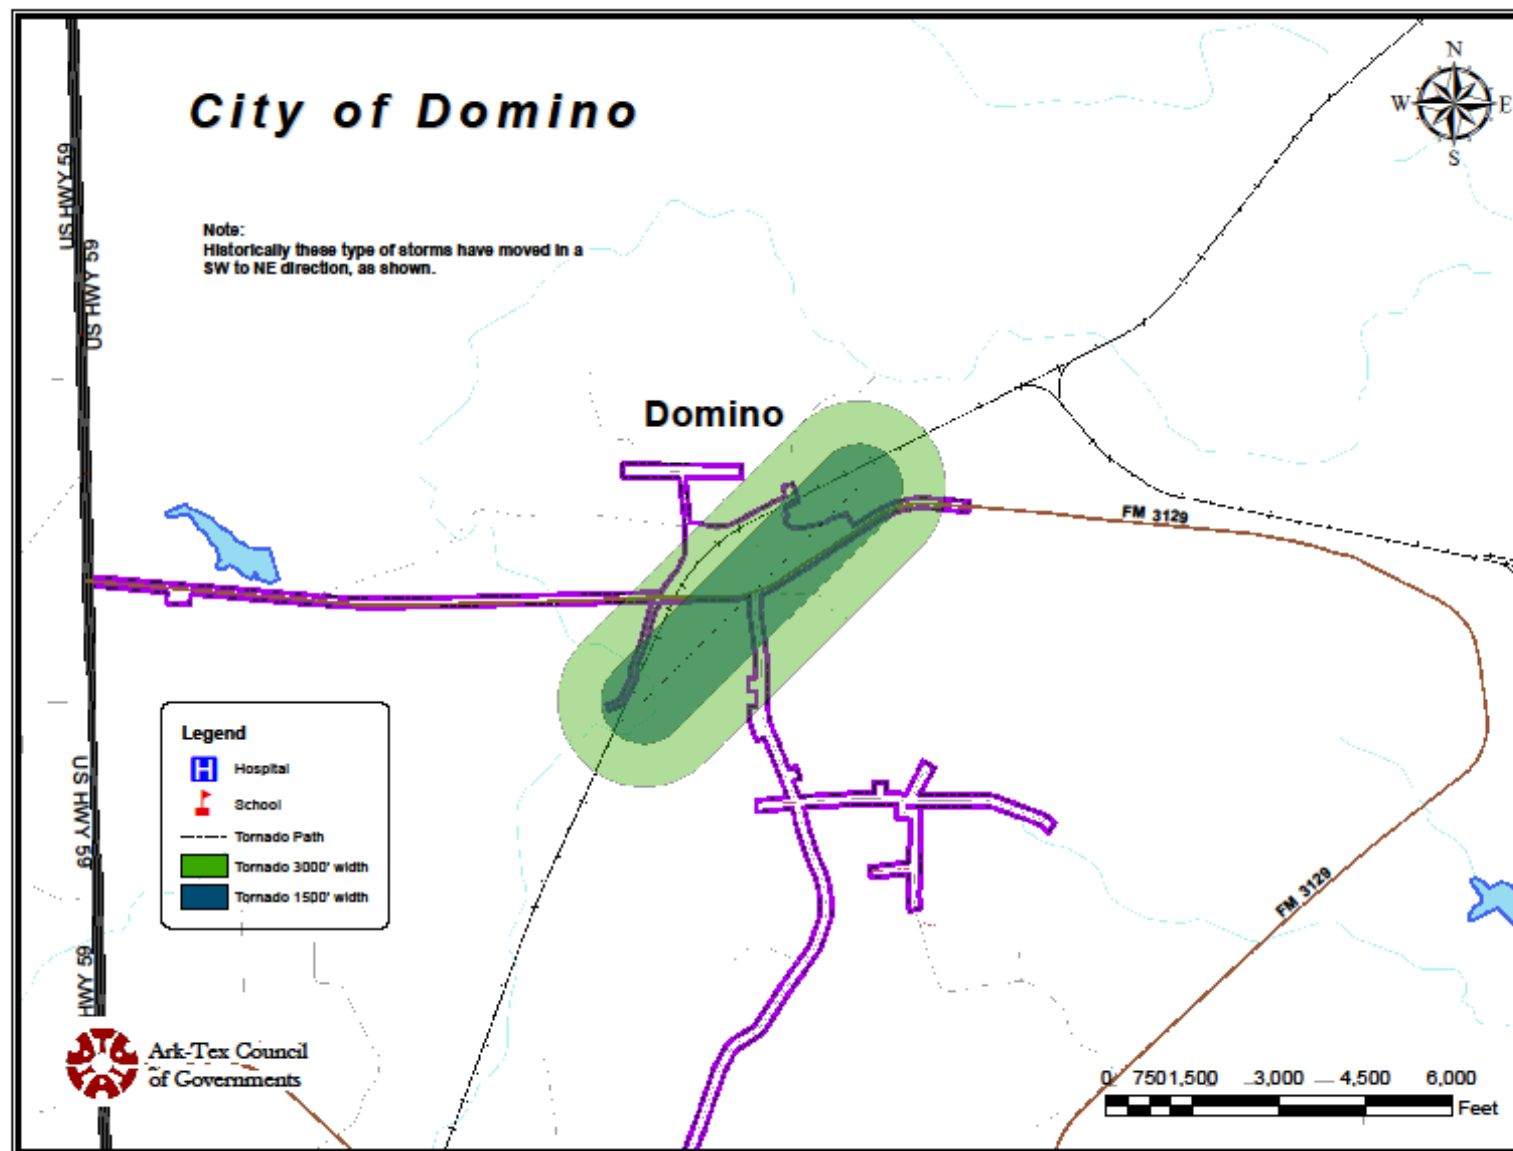 City of Domino
N
W E
S
US HWY 59
US HWY 59
Note:
Historically these type of storms have moved in a
SW to NE direction, as shown.
Domino
FM 3129
Legend
H Hospital
School
Tornado Path
Tornado 3000' width
Tornado 1500' width
US HWY 59
FM 3129
HWY 59
Ark-Tex Council
of Governments
0 750 1,500 3,000 4,500 6,000
Feet